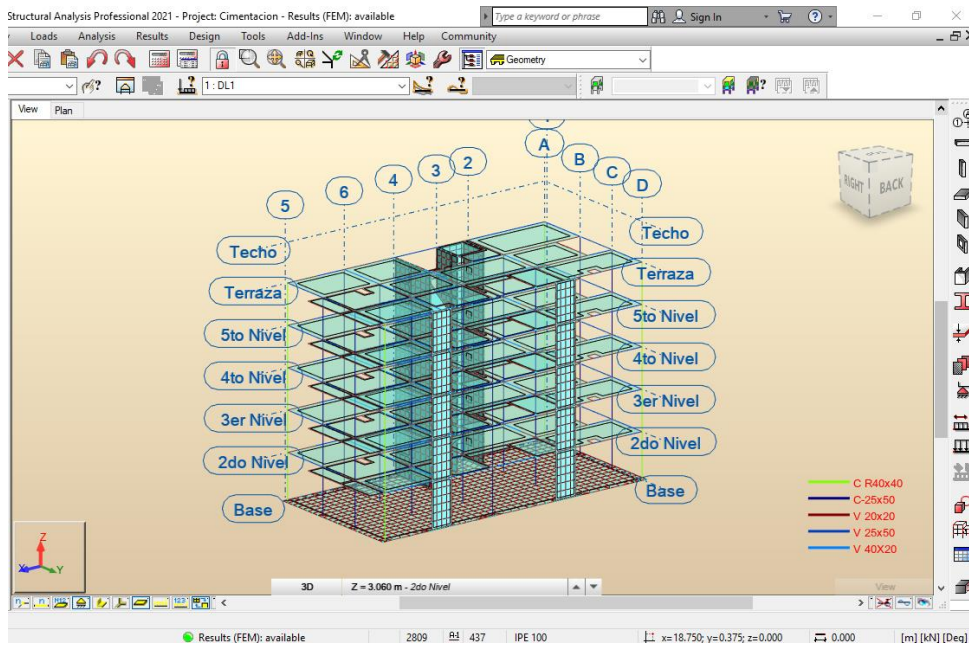 Structural Analysis Professional 2021 - Project: Cimentacion - Results (FEM): available
Type a keyword or phrase
Sign In
Loads Analysis Results Design Tools Add-Ins Window Help Community
Geometry
1 : DL1
View Plan
5
6
4
3
2
A
B
C
D
RIGHT
BACK
Techo
Techo
Terraza
Terraza
5to Nivel
5to Nivel
4to Nivel
4to Nivel
3er Nivel
3er Nivel
2do Nivel
2do Nivel
Base
Base
C R40x40
C-25x50
V 20x20
V 25x50
V 40X20
Z
X
Y
3D
Z = 3.060 m - 2do Nivel
View
Results (FEM): available
2809
437
IPE 100
x=18.750; y=0.375; z=0.000
0.000
[m] [kN] [Deg]